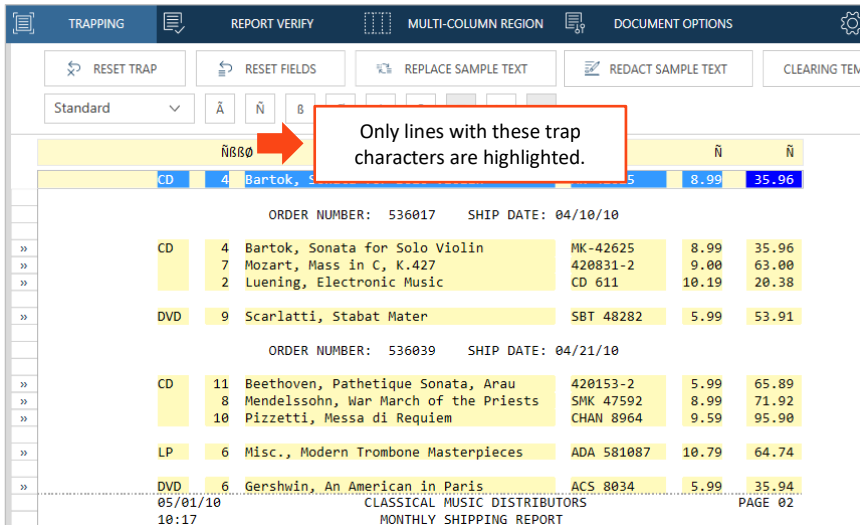 TRAPPING REPORT VERIFY MULTI-COLUMN REGION DOCUMENT OPTIONS
RESET TRAP RESET FIELDS REPLACE SAMPLE TEXT REDACT SAMPLE TEXT CLEARING TEM
Standard Ã Ñ ß
Only lines with these trap
characters are highlighted.
ÑßßØ Ñ Ñ
CD 4 Bartok, 8.99 35.96
ORDER NUMBER: 536017 SHIP DATE: 04/10/10
» CD 4 Bartok, Sonata for Solo Violin MK-42625 8.99 35.96
» 7 Mozart, Mass in C, K.427 420831-2 9.00 63.00
» 2 Luening, Electronic Music CD 611 10.19 20.38
» DVD 9 Scarlatti, Stabat Mater SBT 48282 5.99 53.91
ORDER NUMBER: 536039 SHIP DATE: 04/21/10
» CD 11 Beethoven, Pathetique Sonata, Arau 420153-2 5.99 65.89
» 8 Mendelssohn, War March of the Priests SMK 47592 8.99 71.92
» 10 Pizzetti, Messa di Requiem CHAN 8964 9.59 95.90
» LP 6 Misc., Modern Trombone Masterpieces ADA 581087 10.79 64.74
» DVD 6 Gershwin, An American in Paris ACS 8034 5.99 35.94
05/01/10 CLASSICAL MUSIC DISTRIBUTORS PAGE 02
10:17 MONTHLY SHIPPING REPORT